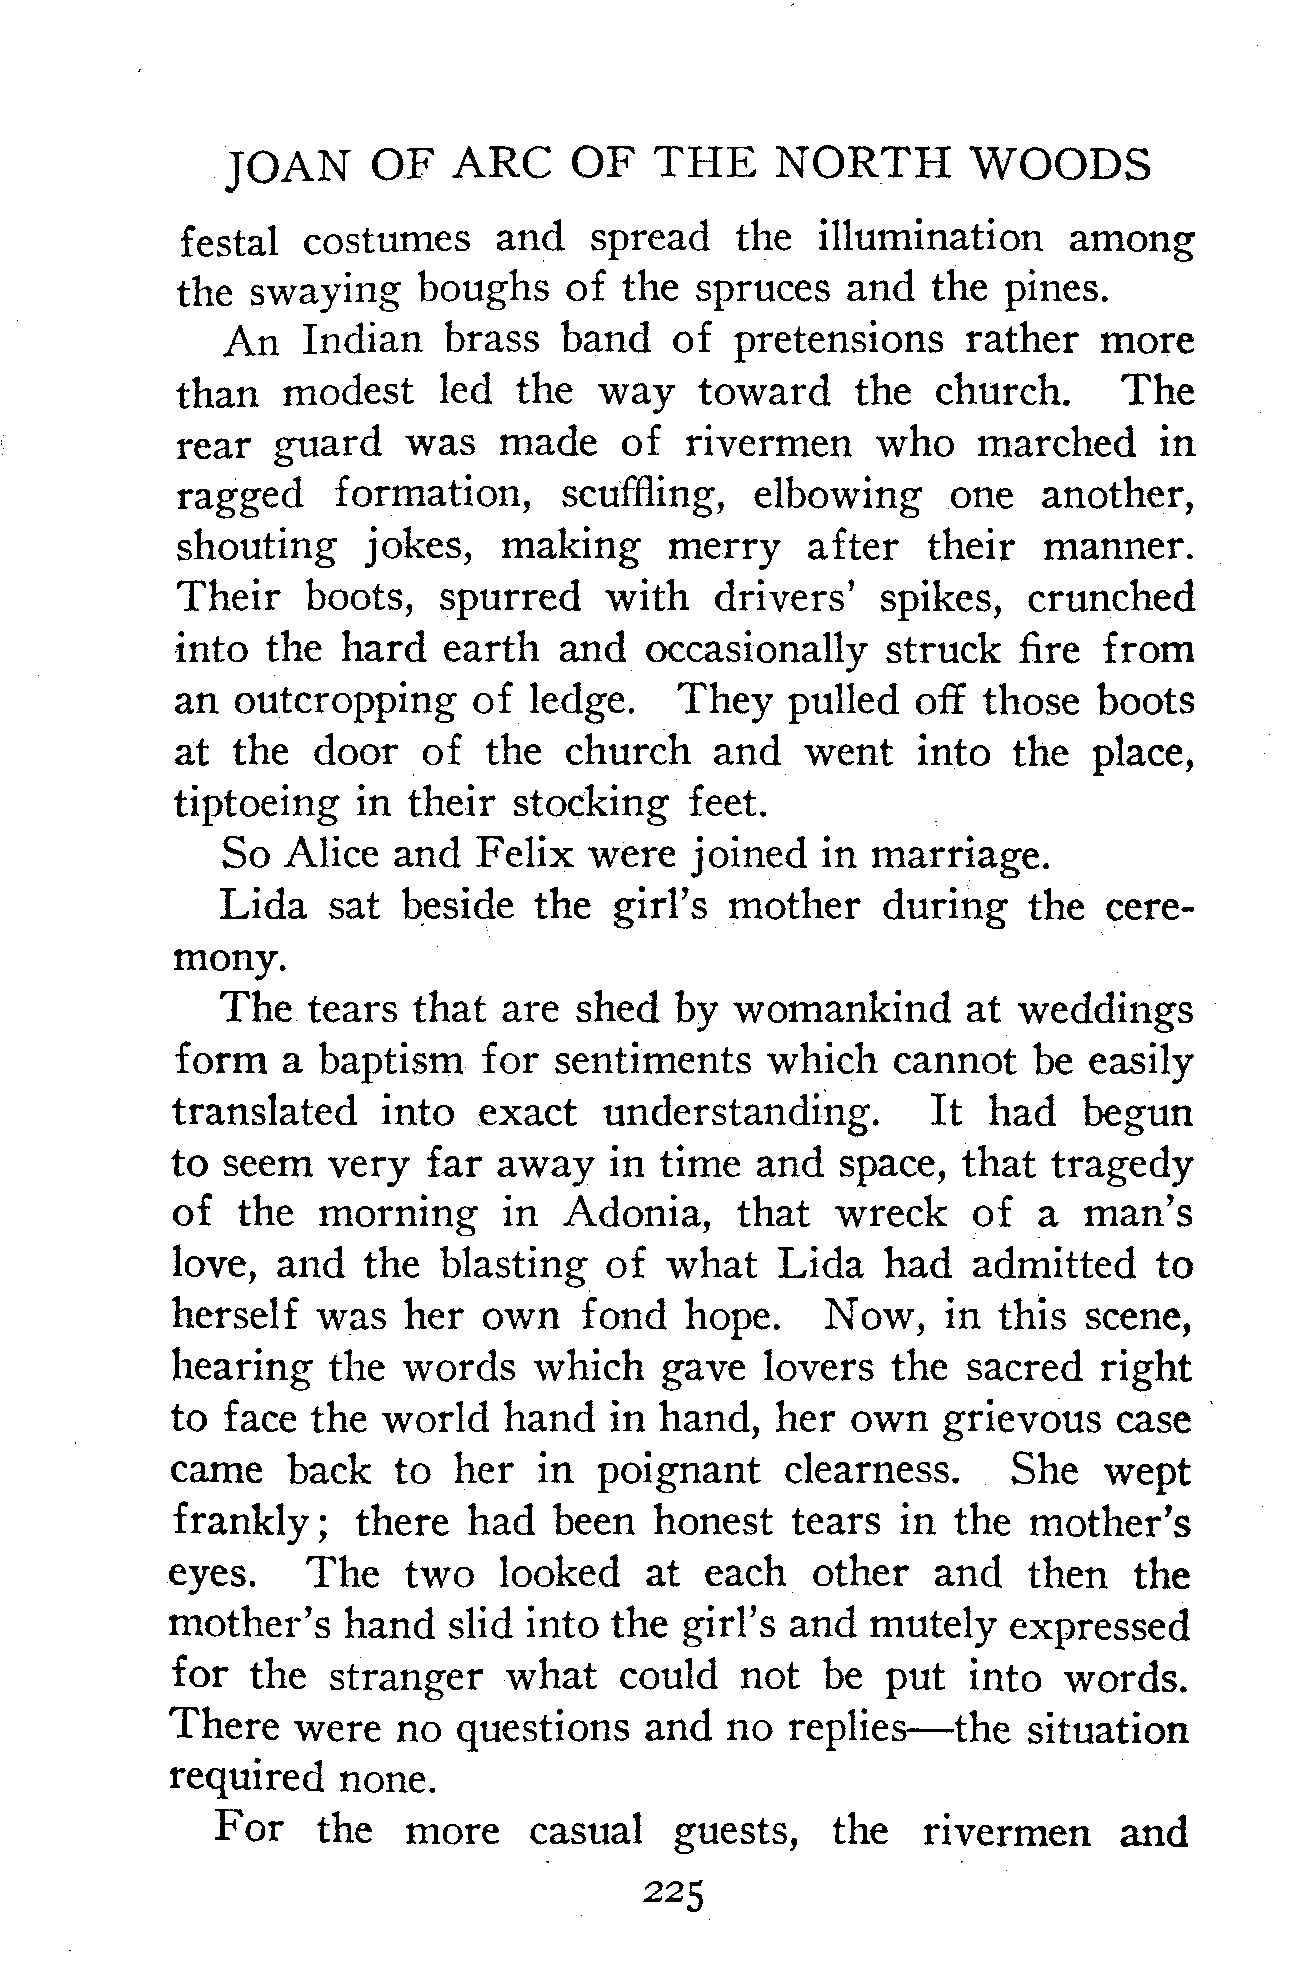 JOAN OF ARC OF THE NORTH WOODS
festal costumes and spread the illumination among
the swaying boughs of the spruces and the pines.
An Indian brass band of pretensions rather more
than modest led the way toward the church. The
rear guard was made of rivermen who marched in
ragged formation, scuffling, elbowing one another,
shouting jokes, making merry after their manner.
Their boots, spurred with drivers' spikes, crunched
into the hard earth and occasionally struck fire from
an outcropping of ledge. They pulled off those boots
at the door of the church and went into the place,
tiptoeing in their stocking feet.
So Alice and Felix were joined in marriage.
Lida sat beside the girl's mother during the cere-
mony.
The tears that are shed by womankind at weddings
form a baptism for sentiments which cannot be easily
translated into exact understanding. It had begun
to seem very far away in time and space, that tragedy
of the morning in Adonia, that wreck of a man's
love, and the blasting of what Lida had admitted to
herself was her own fond hope. Now, in this scene,
hearing the words which gave lovers the sacred right
to face the world hand in hand, her own grievous case
came back to her in poignant clearness. She wept
frankly; there had been honest tears in the mother's
eyes. The two looked at each other and then the
mother's hand slid into the girl's and mutely expressed
for the stranger what could not be put into words.
There were no questions and no replies—the situation
required none.
For the more casual guests, the rivermen and
225